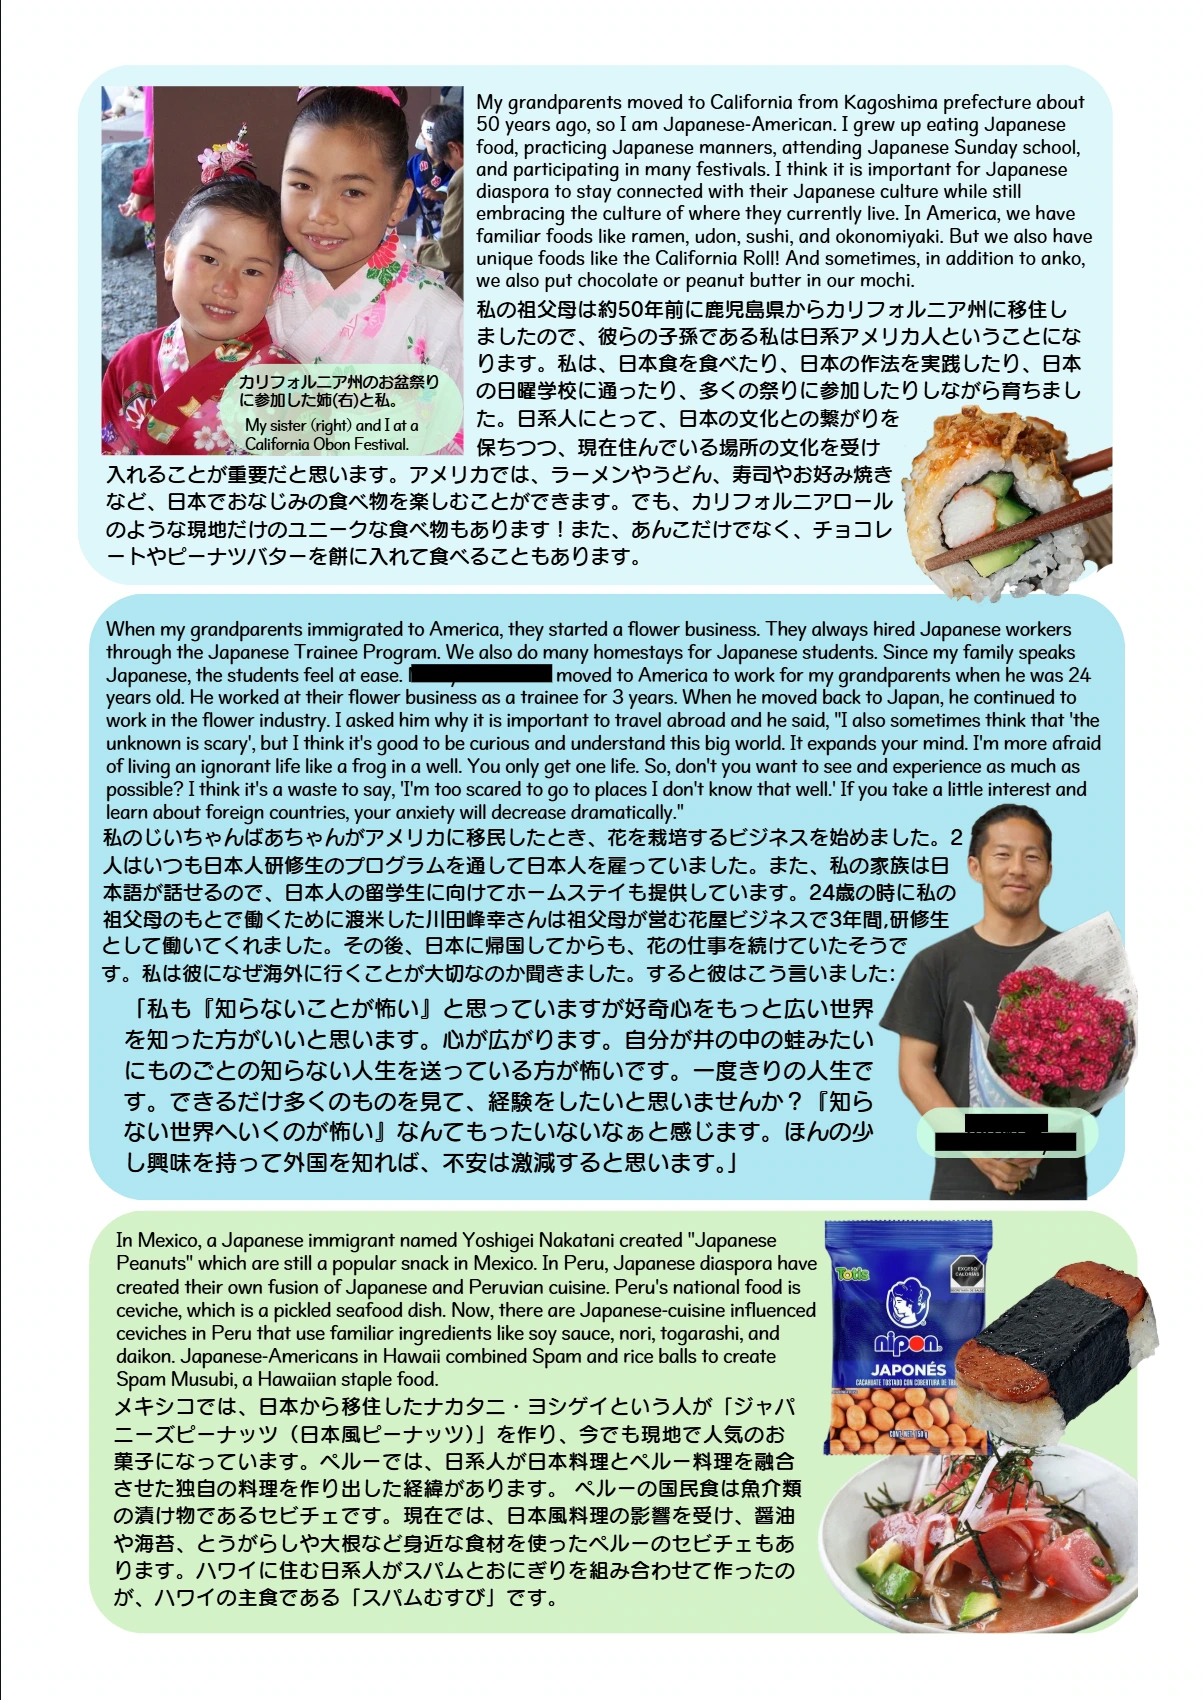 My grandparents moved to California from Kagoshima prefecture about
50 years ago, so I am Japanese-American. I grew up eating Japanese
food, practicing Japanese manners, attending Japanese Sunday school,
and participating in many festivals. I think it is important for Japanese
diaspora to stay connected with their Japanese culture while still
embracing the culture of where they currently live. In America, we have
familiar foods like ramen, udon, sushi, and okonomiyaki. But we also have
unique foods like the California Roll! And sometimes, in addition to anko,
we also put chocolate or peanut butter in our mochi.
私の祖父母は約50年前に鹿児島県からカリフォルニア州に移住し
ましたので、彼らの子孫である私は日系アメリカ人ということにな
ります。私は、日本食を食べたり、日本の作法を実践したり、日本
の日曜学校に通ったり、多くの祭りに参加したりしながら育ちまし
た。日系人にとって、日本の文化との繋がりを
保ちつつ、現在住んでいる場所の文化を受け
入れることが重要だと思います。アメリカでは、ラーメンやうどん、寿司やお好み焼き
など、日本でおなじみの食べ物を楽しむことができます。でも、カリフォルニアロール
のような現地だけのユニークな食べ物もあります！また、あんこだけでなく、チョコレ
ートやピーナツバターを餅に入れて食べることもあります。
カリフォルニア州のお盆祭り
に参加した姉(右)と私。
My sister (right) and I at a
California Obon Festival.
When my grandparents immigrated to America, they started a flower business. They always hired Japanese workers
through the Japanese Trainee Program. We also do many homestays for Japanese students. Since my family speaks
Japanese, the students feel at ease. moved to America to work for my grandparents when he was 24
years old. He worked at their flower business as a trainee for 3 years. When he moved back to Japan, he continued to
work in the flower industry. I asked him why it is important to travel abroad and he said, "I also sometimes think that 'the
unknown is scary', but I think it's good to be curious and understand this big world. It expands your mind. I'm more afraid
of living an ignorant life like a frog in a well. You only get one life. So, don't you want to see and experience as much as
possible? I think it's a waste to say, 'I'm too scared to go to places I don't know that well.' If you take a little interest and
learn about foreign countries, your anxiety will decrease dramatically."
私のじいちゃんばあちゃんがアメリカに移民したとき、花を栽培するビジネスを始めました。2
人はいつも日本人研修生のプログラムを通して日本人を雇っていました。また、私の家族は日
本語が話せるので、日本人の留学生に向けてホームステイも提供しています。24歳の時に私の
祖父母のもとで働くために渡米した川田峰幸さんは祖父母が営む花屋ビジネスで3年間,研修生
として働いてくれました。その後、日本に帰国してからも、花の仕事を続けていたそうで
す。私は彼になぜ海外に行くことが大切なのか聞きました。すると彼はこう言いました:
「私も『知らないことが怖い』と思っていますが好奇心をもっと広い世界
を知った方がいいと思います。心が広がります。自分が井の中の蛙みたい
にものごとの知らない人生を送っている方が怖いです。一度きりの人生で
す。できるだけ多くのものを見て、経験をしたいと思いませんか？『知ら
ない世界へいくのが怖い』なんてもったいないなぁと感じます。ほんの少
し興味を持って外国を知れば、不安は激減すると思います。」
In Mexico, a Japanese immigrant named Yoshigei Nakatani created "Japanese
Peanuts" which are still a popular snack in Mexico. In Peru, Japanese diaspora have
created their own fusion of Japanese and Peruvian cuisine. Peru's national food is
ceviche, which is a pickled seafood dish. Now, there are Japanese-cuisine influenced
ceviches in Peru that use familiar ingredients like soy sauce, nori, togarashi, and
daikon. Japanese-Americans in Hawaii combined Spam and rice balls to create
Spam Musubi, a Hawaiian staple food.
メキシコでは、日本から移住したナカタニ・ヨシゲイという人が「ジャパ
ニーズピーナッツ（日本風ピーナッツ）」を作り、今でも現地で人気のお
菓子になっています。ペルーでは、日系人が日本料理とペルー料理を融合
させた独自の料理を作り出した経緯があります。 ペルーの国民食は魚介類
の漬け物であるセビチェです。現在では、日本風料理の影響を受け、醤油
や海苔、とうがらしや大根など身近な食材を使ったペルーのセビチェもあ
ります。ハワイに住む日系人がスパムとおにぎりを組み合わせて作ったの
が、ハワイの主食である「スパムむすび」です。
Totis
EXCESO
CALORÍAS
nipon
JAPONÉS
CACAHUATE TOSTADO CON COBERTURA DE
CONT. NET. 150 g